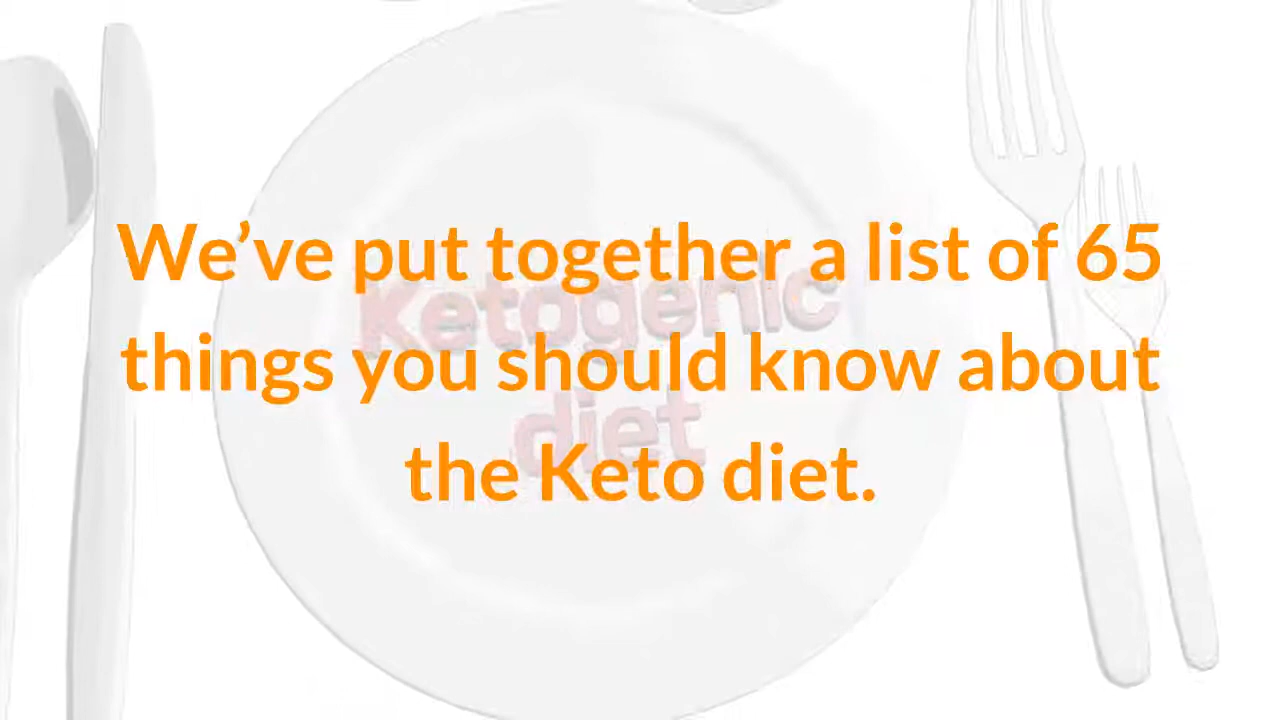 We’ve put together a list of 65
things you should know about
the Keto diet.
Ketogenic
diet